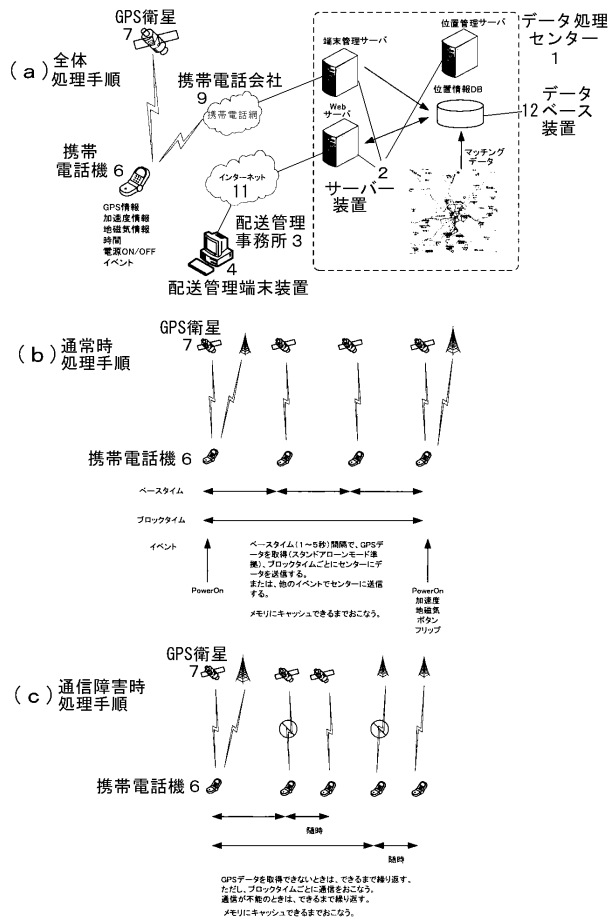 (a)全体
処理手順
GPS衛星
7
携帯電話会社
9
携帯電話網
携帯
電話機 6
GPS情報
加速度情報
地磁気情報
時間
電源ON/OFF
イベント
インターネット
11
配送管理
事務所 3
4
配送管理端末装置
端末管理サーバ
Web
サーバ
2
サーバー
装置
位置管理サーバ
位置情報DB
マッチング
データ
データ処理
センター
1
データ
12 ベース
装置
(b)通常時
処理手順
GPS衛星
7
携帯電話機 6
ベースタイム
ブロックタイム
イベント
PowerOn
ベースタイム(1~5秒)間隔で、GPSデ
ータを取得(スタンドアローンモード準
拠)、ブロックタイムごとにセンターにデ
ータを送信する。
または、他のイベントでセンターに送信
する。
メモリにキャッシュできるまでおこなう。
PowerOn
加速度
地磁気
ボタン
フリップ
(c)通信障害時
処理手順
GPS衛星
7
携帯電話機 6
随時
随時
GPSデータを取得できないときは、できるまで繰り返す。
ただし、ブロックタイムごとに通信をおこなう。
通信が不能のときは、できるまで繰り返す。
メモリにキャッシュできるまでおこなう。